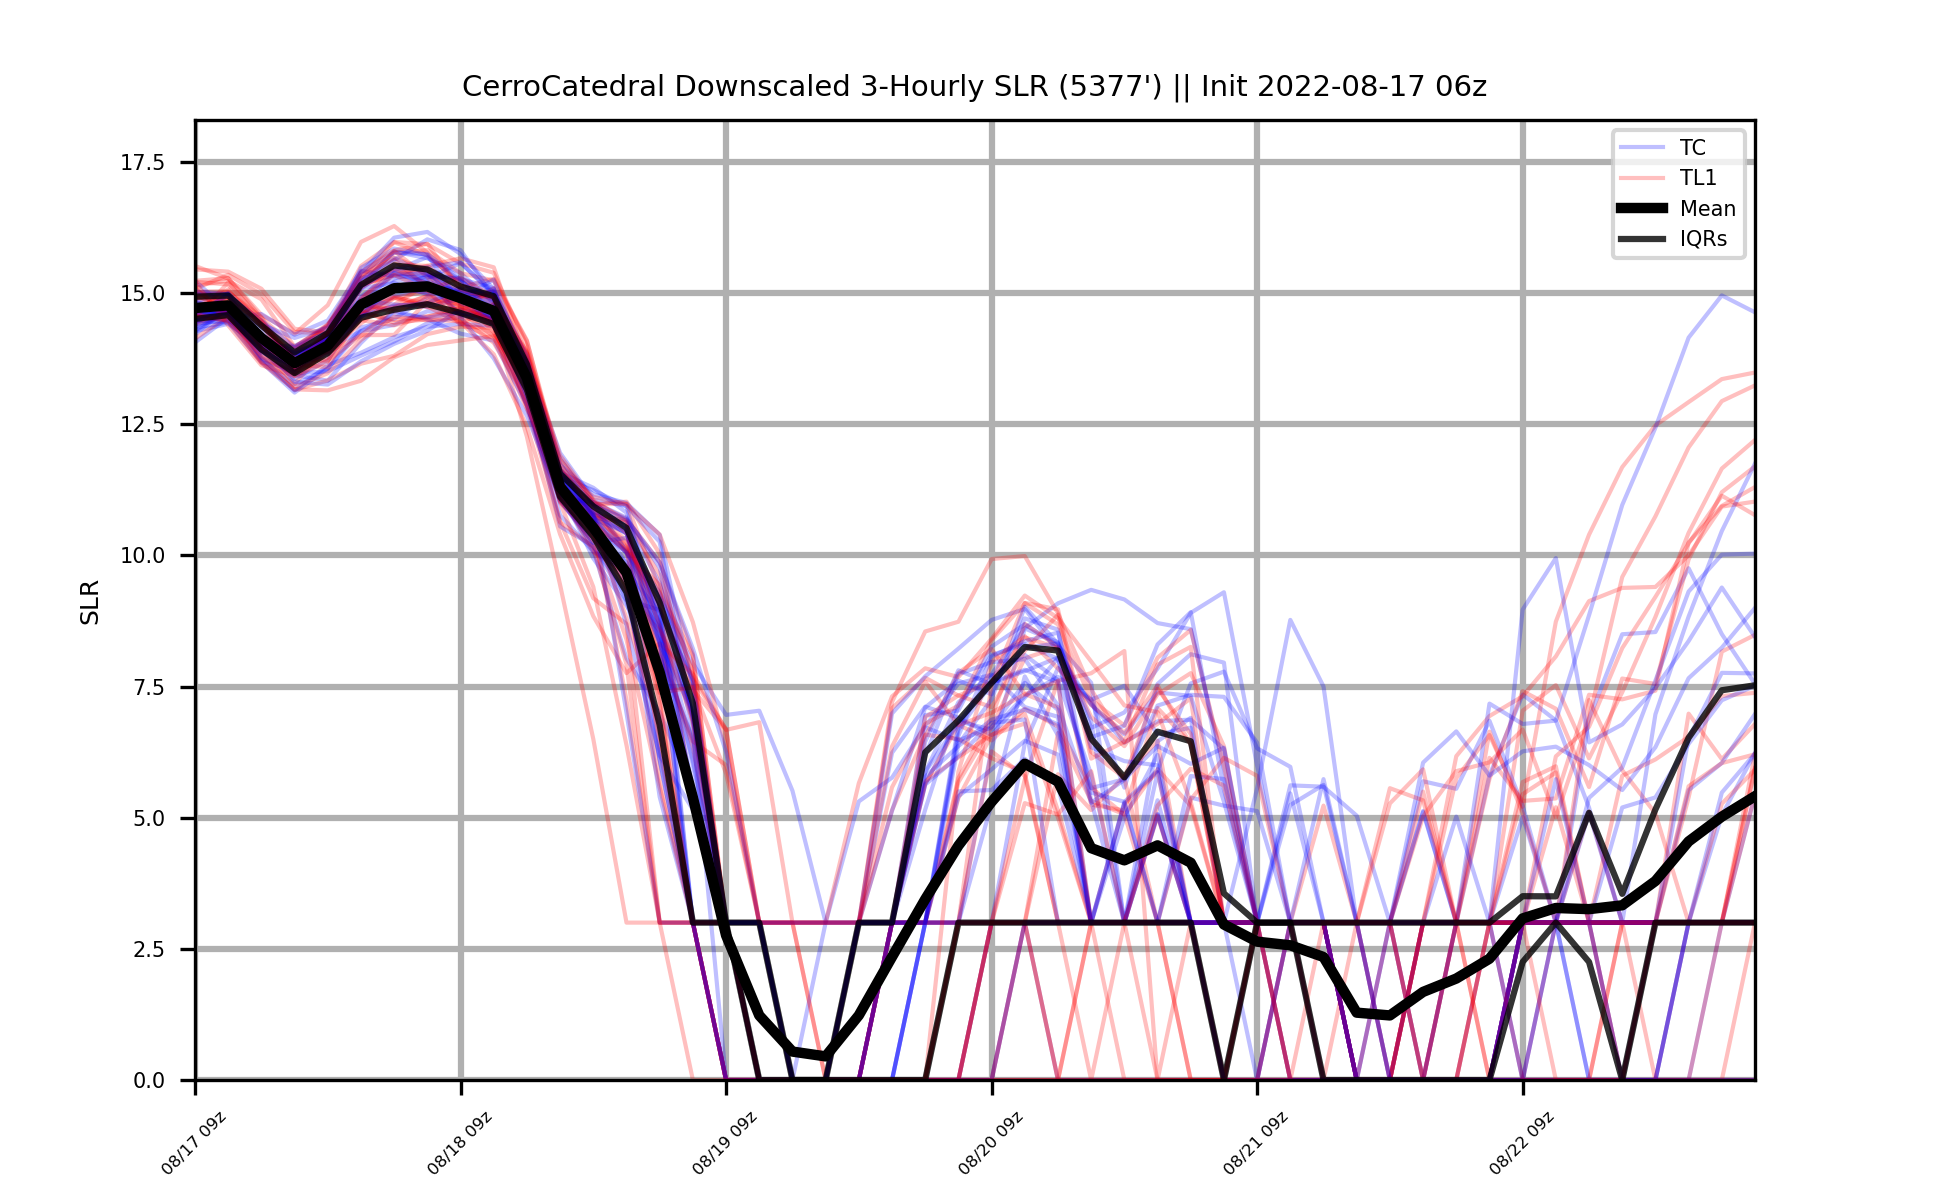 CerroCatedral Downscaled 3-Hourly SLR (5377') || Init 2022-08-17 06z
TC
TL1
Mean
IQRs
SLR
17.5
15.0
12.5
10.0
7.5
5.0
2.5
0.0
08/17 09z
08/18 09z
08/19 09z
08/20 09z
08/21 09z
08/22 09z